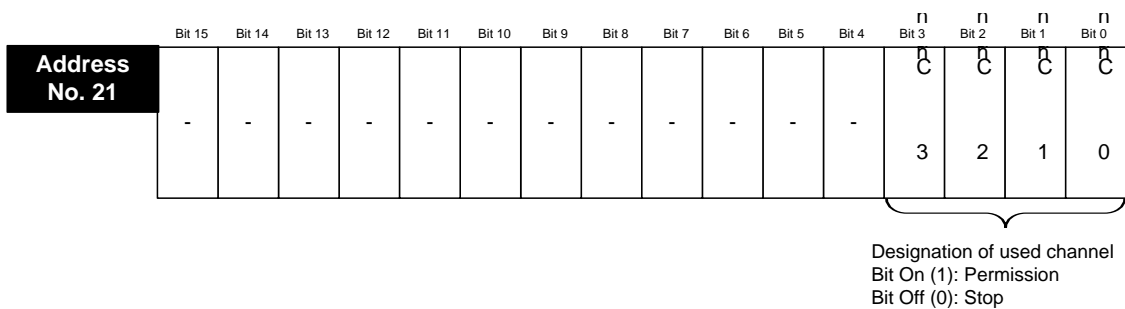 Bit 15 Bit 14 Bit 13 Bit 12 Bit 11 Bit 10 Bit 9 Bit 8 Bit 7 Bit 6 Bit 5 Bit 4 Bit 3 Bit 2 Bit 1 Bit 0
Address
No. 21
- - - - - - - - - - - -
C C C C
3 2 1 0
Designation of used channel
Bit On (1): Permission
Bit Off (0): Stop